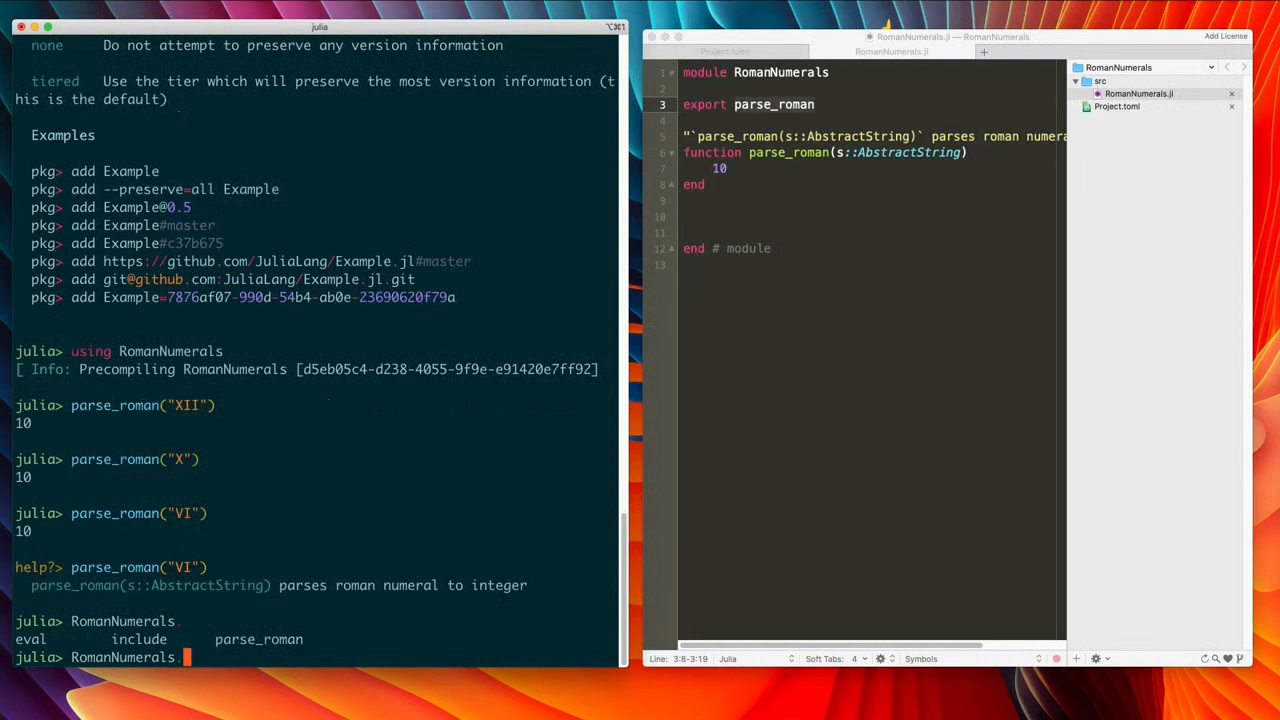 julia
⌥⌘1
none Do not attempt to preserve any version information
tiered Use the tier which will preserve the most version information (t
his is the default)
Examples
pkg> add Example
pkg> add --preserve=all Example
pkg> add Example@0.5
pkg> add Example#master
pkg> add Example#c37b675
pkg> add https://github.com/JuliaLang/Example.jl#master
pkg> add git@github.com:JuliaLang/Example.jl.git
pkg> add Example=7876af07-990d-54b4-ab0e-23690620f79a
julia> using RomanNumerals
[ Info: Precompiling RomanNumerals [d5eb05c4-d238-4055-9f9e-e91420e7ff92]
julia> parse_roman("XII")
10
julia> parse_roman("X")
10
julia> parse_roman("VI")
10
help?> parse_roman("VI")
parse_roman(s::AbstractString) parses roman numeral to integer
julia> RomanNumerals.
eval include parse_roman
julia> RomanNumerals.
RomanNumerals.jl — RomanNumerals
Add License
Project.toml
RomanNumerals.jl
1 module RomanNumerals
2
3 export parse_roman
4
5 "`parse_roman(s::AbstractString)` parses roman numera
6 function parse_roman(s::AbstractString)
7 10
8 end
9
10
11
12 end # module
13
RomanNumerals
src
RomanNumerals.jl
Project.toml
Line: 3:8-3:19
Julia
Soft Tabs: 4
Symbols